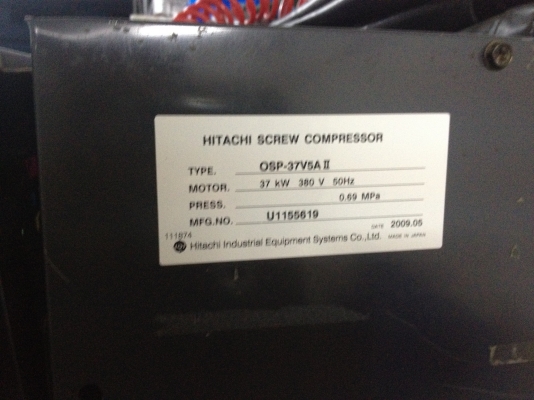 HITACHI SCREW COMPRESSOR
TYPE. OSP-37V5AⅡ
MOTOR. 37 kW 380 V 50Hz
PRESS. 0.69 MPa
MFG.NO. U1155619
111874 DATE 2009.05
Hitachi Industrial Equipment Systems Co.,Ltd. MADE IN JAPAN